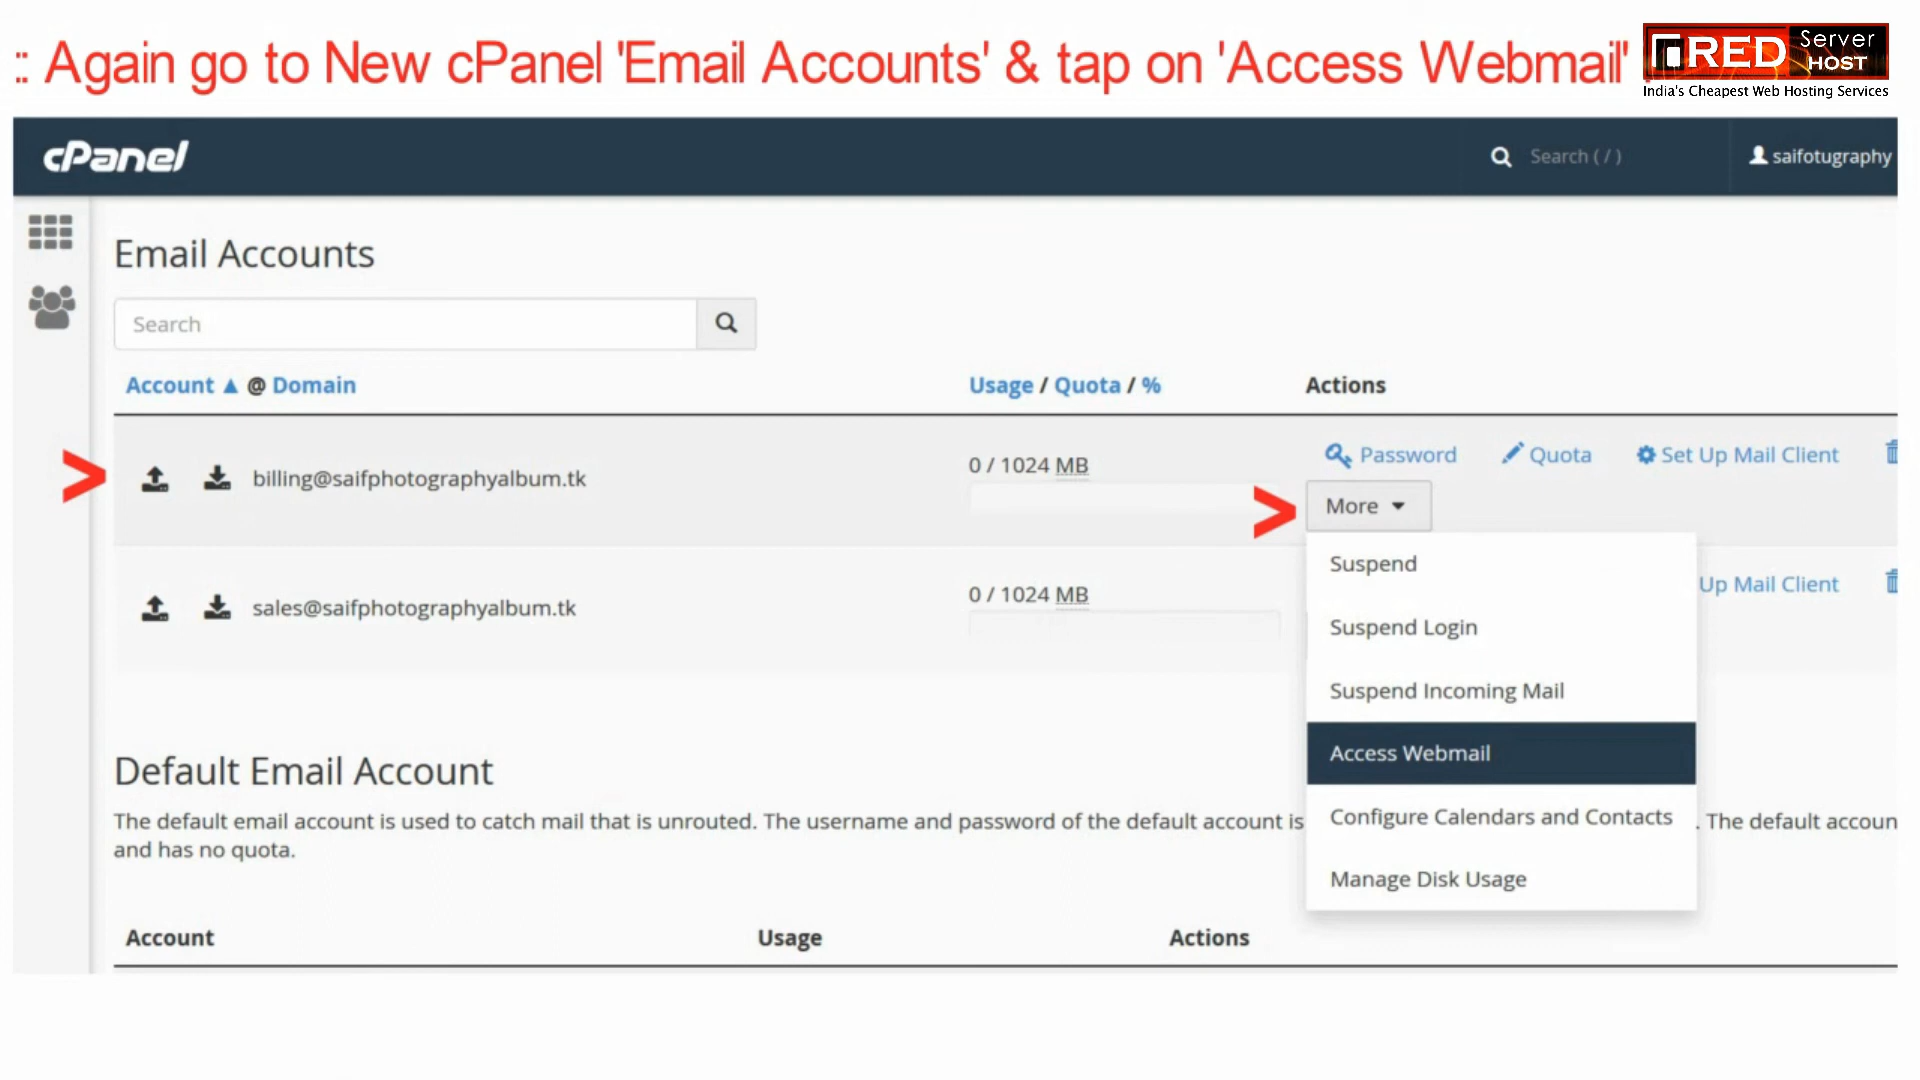 :: Again go to New cPanel 'Email Accounts' & tap on 'Access Webmail'
RED Server HOST
India's Cheapest Web Hosting Services
cPanel
Search ( / )
saifotugraphy
Email Accounts
Search
Account ▲ @ Domain
Usage / Quota / %
Actions
> billing@saifphotographyalbum.tk
0 / 1024 MB
Password
Quota
Set Up Mail Client
> More ▼
Suspend
sales@saifphotographyalbum.tk
0 / 1024 MB
Up Mail Client
Suspend Login
Suspend Incoming Mail
Access Webmail
Configure Calendars and Contacts
Manage Disk Usage
Default Email Account
The default email account is used to catch mail that is unrouted. The username and password of the default account is . The default accoun
and has no quota.
Account
Usage
Actions